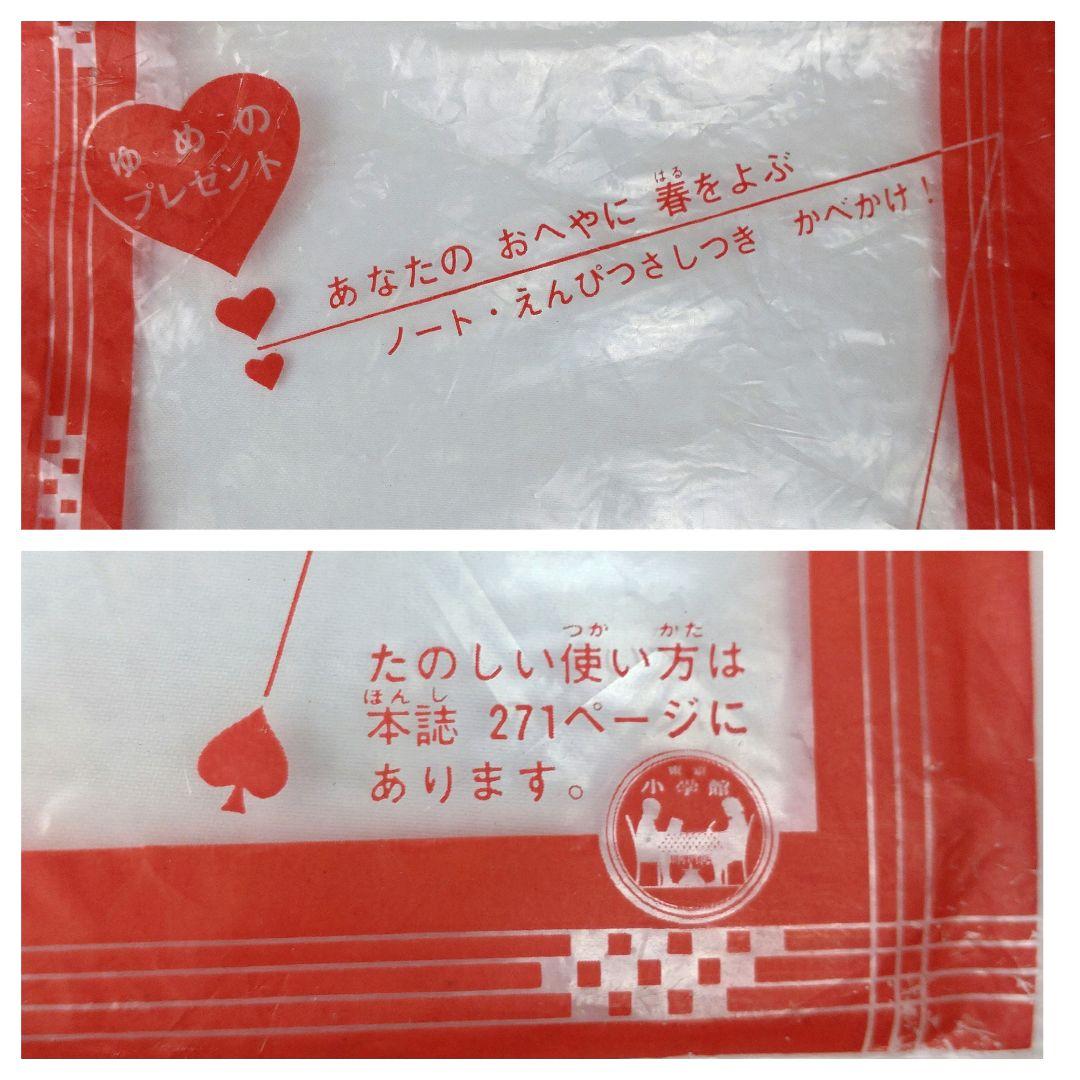 ゆめの
プレゼント
あなたの おへやに 春をよぶ
はる
ノート・えんぴつさしつき かべかけ！
つか かた
たのしい使い方は
ほんし
本誌 271ページに
あります。
東京
小学館